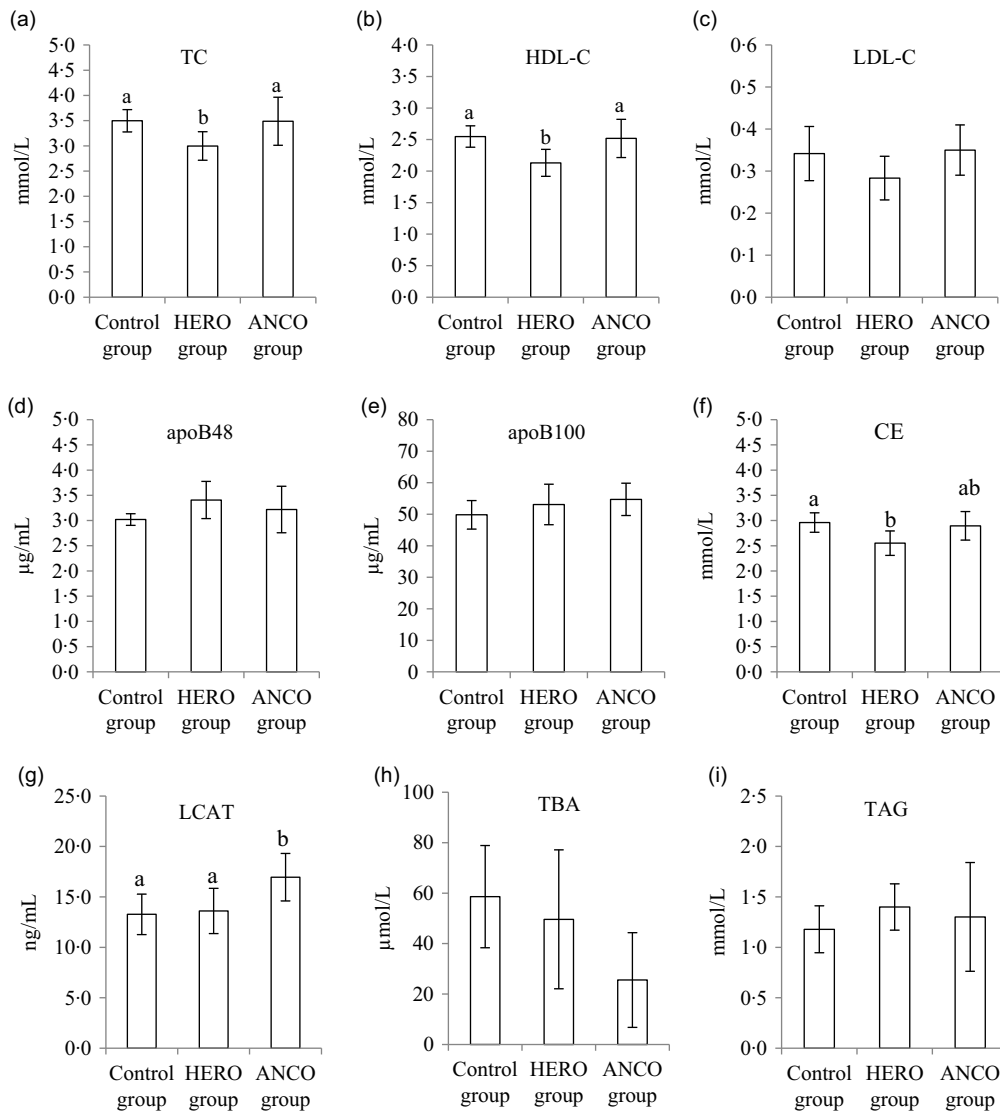 (a)
TC
5·0
4·5
4·0
3·5
3·0
2·5
2·0
1·5
1·0
0·5
0·0
mmol/L
a
b
a
Control group
HERO group
ANCO group
(b)
HDL-C
4·0
3·5
3·0
2·5
2·0
1·5
1·0
0·5
0·0
mmol/L
a
b
a
Control group
HERO group
ANCO group
(c)
LDL-C
0·6
0·5
0·4
0·3
0·2
0·1
0·0
mmol/L
Control group
HERO group
ANCO group
(d)
apoB48
5·0
4·5
4·0
3·5
3·0
2·5
2·0
1·5
1·0
0·5
0·0
µg/mL
Control group
HERO group
ANCO group
(e)
apoB100
80
70
60
50
40
30
20
10
0
µg/mL
Control group
HERO group
ANCO group
(f)
CE
5·0
4·5
4·0
3·5
3·0
2·5
2·0
1·5
1·0
0·5
0·0
mmol/L
a
b
ab
Control group
HERO group
ANCO group
(g)
LCAT
25·0
20·0
15·0
13·0
5·0
0·0
ng/mL
a
a
b
Control group
HERO group
ANCO group
(h)
TBA
100
80
60
40
20
0
µmol/L
Control group
HERO group
ANCO group
(i)
TAG
2·5
2·0
1·5
1·0
0·5
0·0
mmol/L
Control group
HERO group
ANCO group